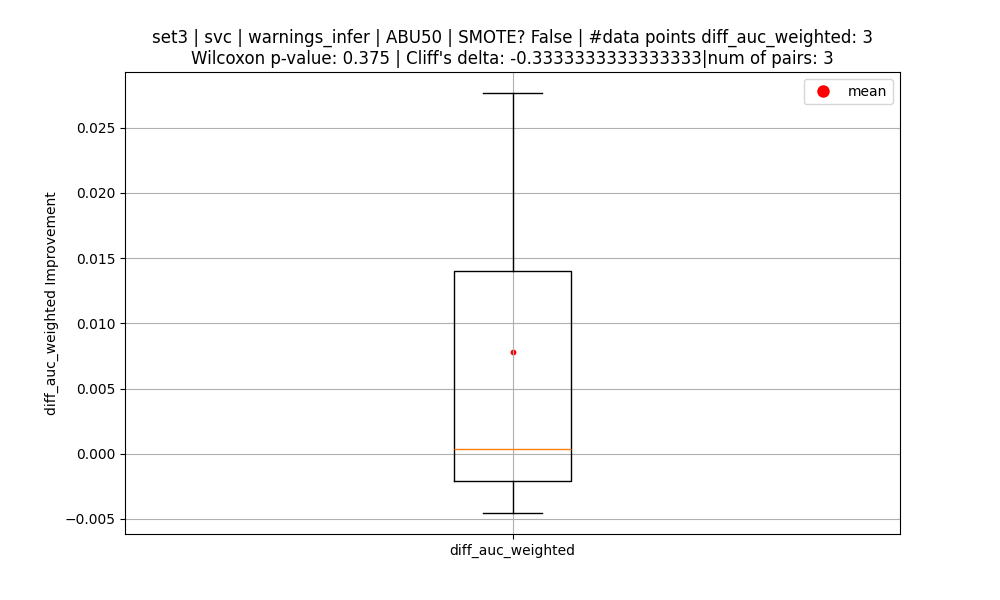 set3 | svc | warnings_infer | ABU50 | SMOTE? False | #data points diff_auc_weighted: 3
Wilcoxon p-value: 0.375 | Cliff's delta: -0.3333333333333333|num of pairs: 3
mean
diff_auc_weighted Improvement
0.025
0.020
0.015
0.010
0.005
0.000
−0.005
diff_auc_weighted